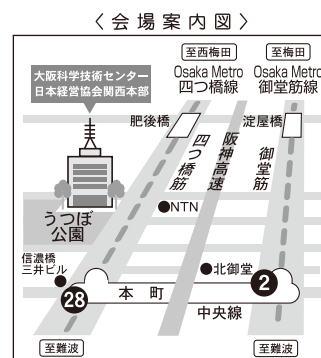 〈会場案内図〉
至西梅田
至梅田
Osaka Metro
四つ橋線
Osaka Metro
御堂筋線
大阪科学技術センター
日本経営協会関西本部
肥後橋
淀屋橋
四つ橋筋
阪神高速
御堂筋
うつぼ
公園
●NTN
信濃橋
三井ビル
●北御堂
28
本町
2
中央線
至難波
至難波